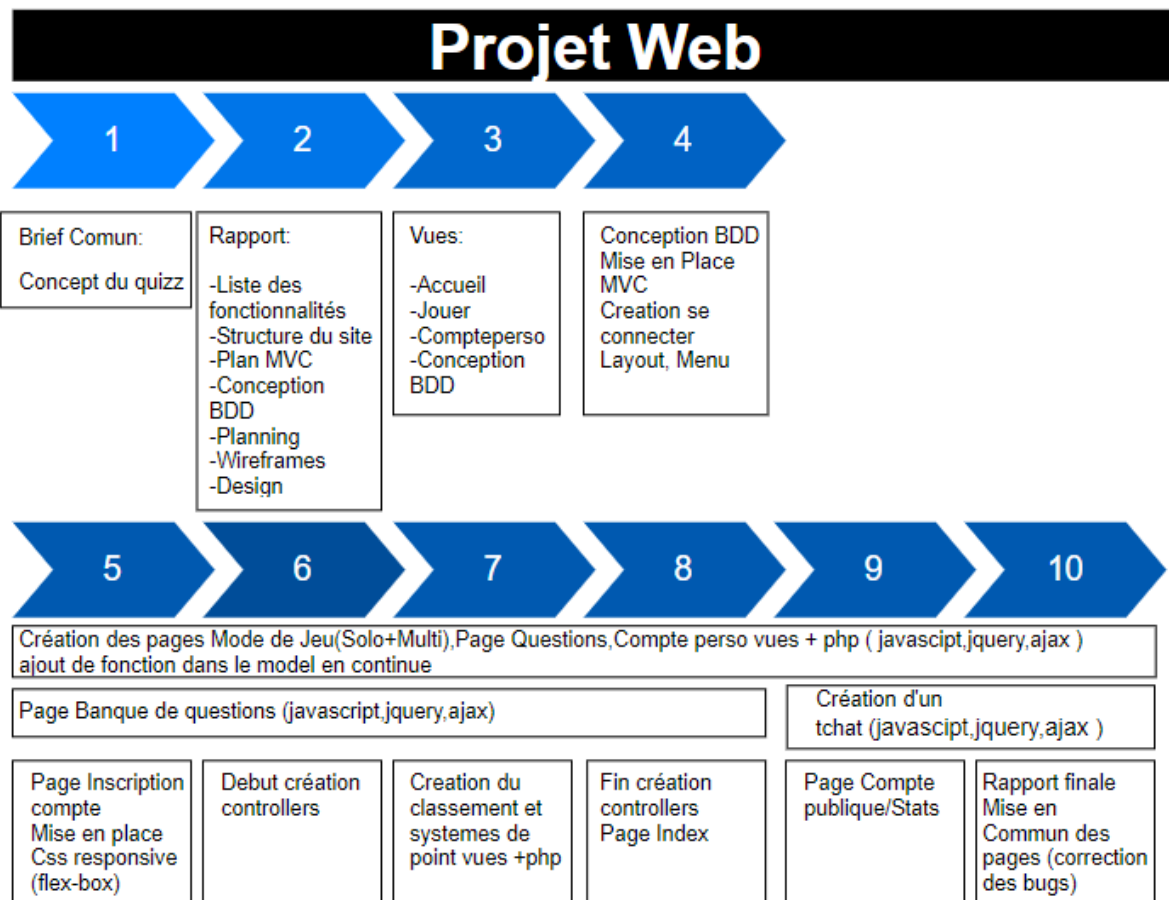 Projet Web
1
2
3
4
Brief Comun:
Concept du quizz
Rapport:
-Liste des
fonctionnalités
-Structure du site
-Plan MVC
-Conception
BDD
-Planning
-Wireframes
-Design
Vues:
-Accueil
-Jouer
-Compteperso
-Conception
BDD
Conception BDD
Mise en Place
MVC
Creation se
connecter
Layout, Menu
5
6
7
8
9
10
Création des pages Mode de Jeu(Solo+Multi),Page Questions,Compte perso vues + php ( javascipt,jquery,ajax )
ajout de fonction dans le model en continue
Page Banque de questions (javascript,jquery,ajax)
Création d'un
tchat (javascipt,jquery,ajax )
Page Inscription
compte
Mise en place
Css responsive
(flex-box)
Debut création
controllers
Creation du
classement et
systemes de
point vues +php
Fin création
controllers
Page Index
Page Compte
publique/Stats
Rapport finale
Mise en
Commun des
pages (correction
des bugs)